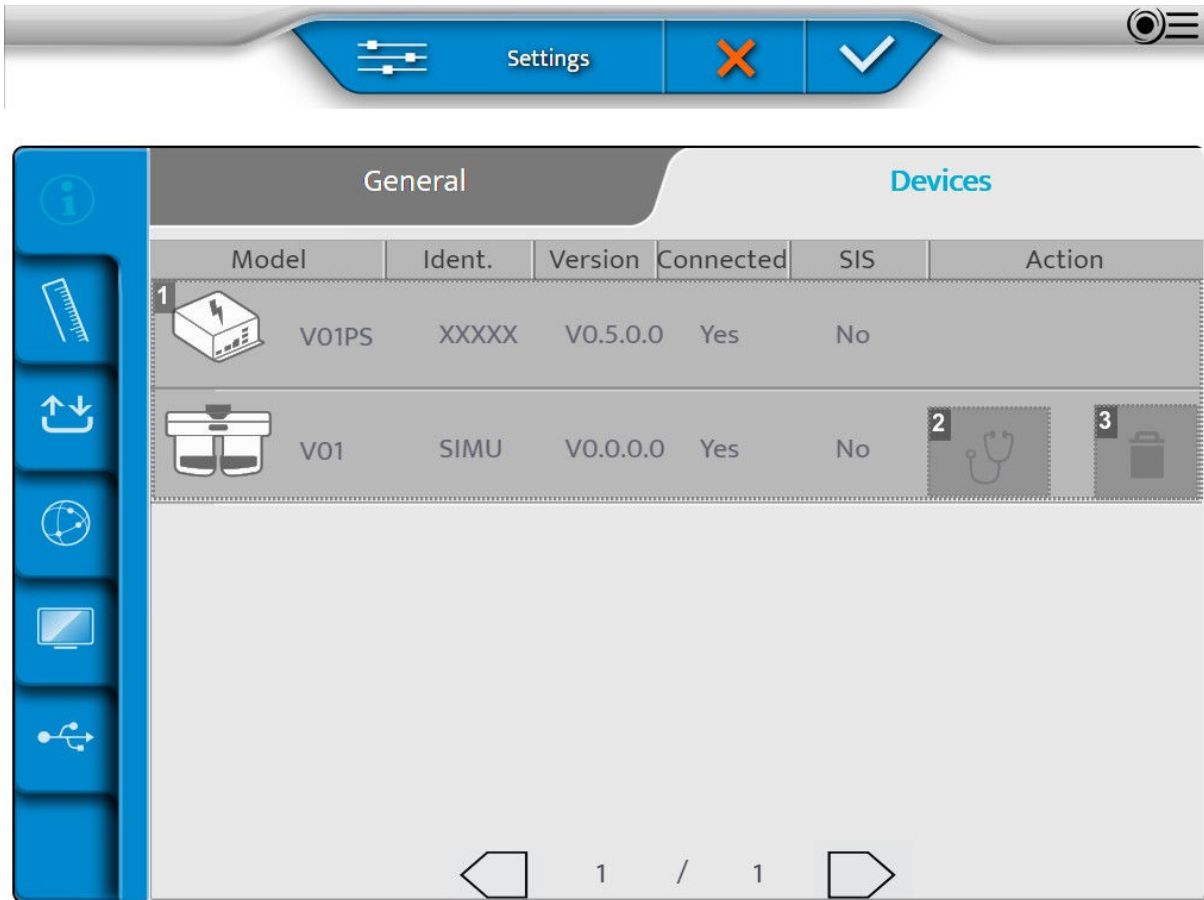 Settings
General Devices
Model Ident. Version Connected SIS Action
1
V01PS XXXXX V0.5.0.0 Yes No
2 3
V01 SIMU V0.0.0.0 Yes No
1 / 1